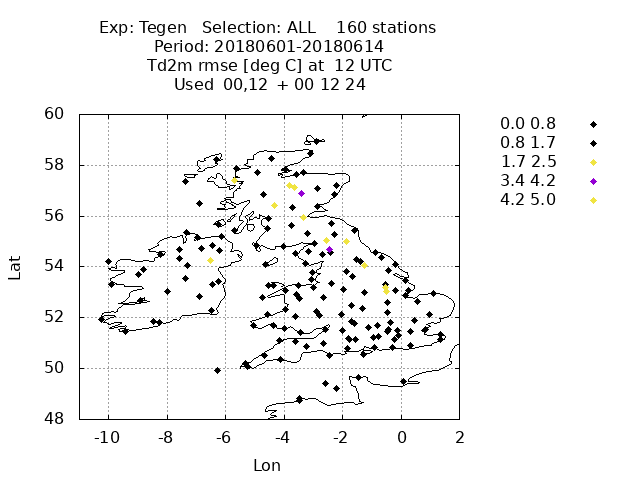 Exp: Tegen   Selection: ALL    160 stations
Period: 20180601-20180614
Td2m rmse [deg C] at  12 UTC
Used  00,12  + 00 12 24
60
58
56
54
52
50
48
Lat
-10 -8 -6 -4 -2 0 2
Lon
0.0 0.8
0.8 1.7
1.7 2.5
3.4 4.2
4.2 5.0